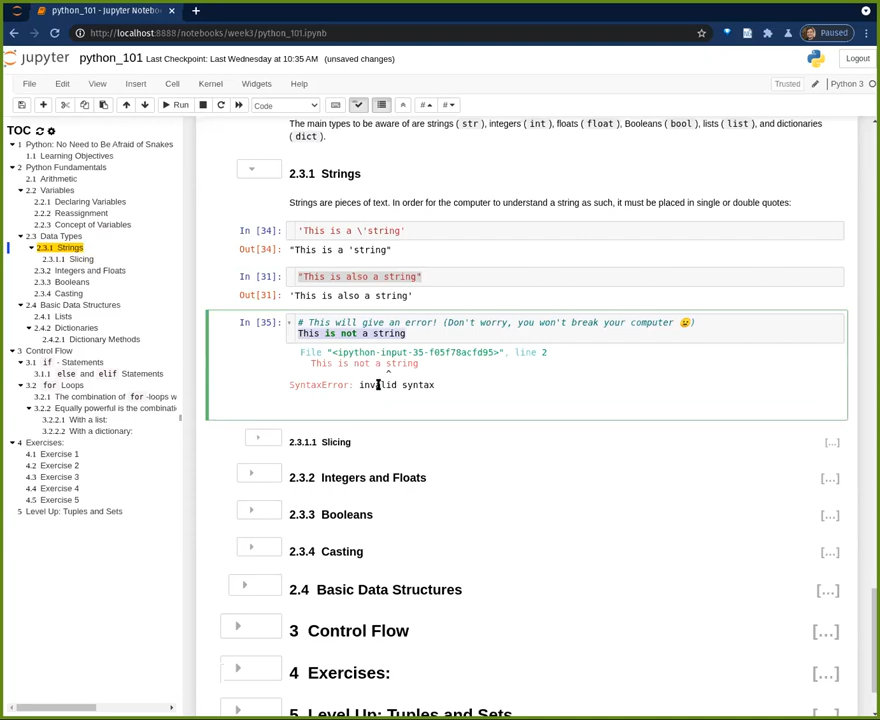 python_101 - Jupyter Notebo
http://localhost:8888/notebooks/week3/python_101.ipynb
Paused
jupyter python_101 Last Checkpoint: Last Wednesday at 10:35 AM (unsaved changes)
Logout
File Edit View Insert Cell Kernel Widgets Help
Trusted Python 3
Run Code
TOC
1 Python: No Need to Be Afraid of Snakes
1.1 Learning Objectives
2 Python Fundamentals
2.1 Arithmetic
2.2 Variables
2.2.1 Declaring Variables
2.2.2 Reassignment
2.2.3 Concept of Variables
2.3 Data Types
2.3.1 Strings
2.3.1.1 Slicing
2.3.2 Integers and Floats
2.3.3 Booleans
2.3.4 Casting
2.4 Basic Data Structures
2.4.1 Lists
2.4.2 Dictionaries
2.4.2.1 Dictionary Methods
3 Control Flow
3.1 if - Statements
3.1.1 else and elif Statements
3.2 for Loops
3.2.1 The combination of for -loops w
3.2.2 Equally powerful is the combinati
3.2.2.1 With a list:
3.2.2.2 With a dictionary:
4 Exercises:
4.1 Exercise 1
4.2 Exercise 2
4.3 Exercise 3
4.4 Exercise 4
4.5 Exercise 5
5 Level Up: Tuples and Sets
The main types to be aware of are strings ( str ), integers ( int ), floats ( float ), Booleans ( bool ), lists ( list ), and dictionaries
( dict ).
2.3.1 Strings
Strings are pieces of text. In order for the computer to understand a string as such, it must be placed in single or double quotes:
In [34]: 'This is a \'string'
Out[34]: "This is a 'string"
In [31]: "This is also a string"
Out[31]: 'This is also a string'
In [35]: # This will give an error! (Don't worry, you won't break your computer 😉)
This is not a string
File "<ipython-input-35-f05f78acfd95>", line 2
This is not a string
^
SyntaxError: invalid syntax
2.3.1.1 Slicing [...]
2.3.2 Integers and Floats [...]
2.3.3 Booleans [...]
2.3.4 Casting [...]
2.4 Basic Data Structures [...]
3 Control Flow [...]
4 Exercises: [...]
5 Level Up: Tuples and Sets [...]